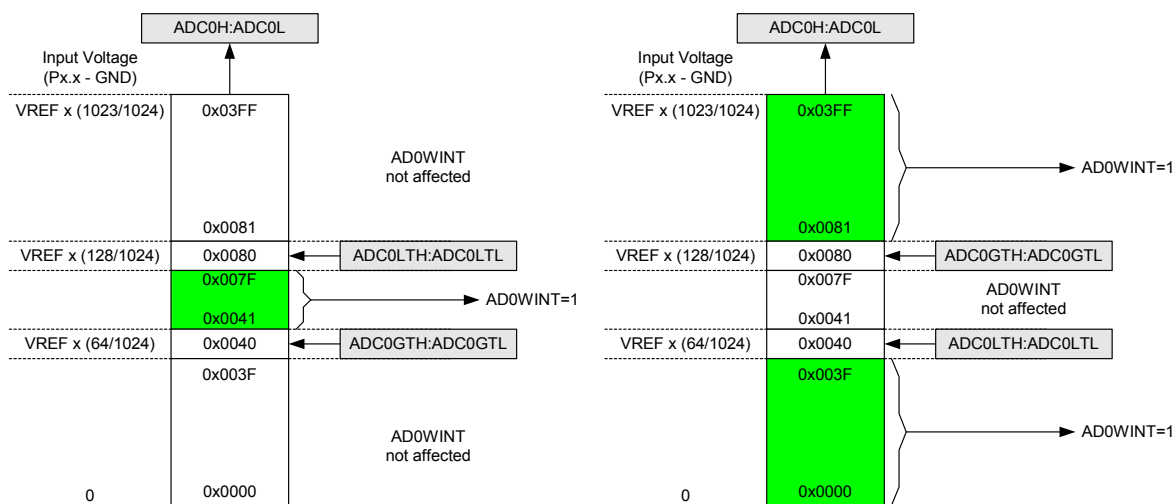 ADC0H:ADC0L
Input Voltage
(Px.x - GND)
VREF x (1023/1024)
0x03FF
AD0WINT
not affected
0x0081
VREF x (128/1024)
0x0080
ADC0LTH:ADC0LTL
0x007F
AD0WINT=1
0x0041
VREF x (64/1024)
0x0040
ADC0GTH:ADC0GTL
0x003F
AD0WINT
not affected
0
0x0000
ADC0H:ADC0L
Input Voltage
(Px.x - GND)
VREF x (1023/1024)
0x03FF
AD0WINT=1
0x0081
VREF x (128/1024)
0x0080
ADC0GTH:ADC0GTL
0x007F
AD0WINT
not affected
0x0041
VREF x (64/1024)
0x0040
ADC0LTH:ADC0LTL
0x003F
AD0WINT=1
0
0x0000